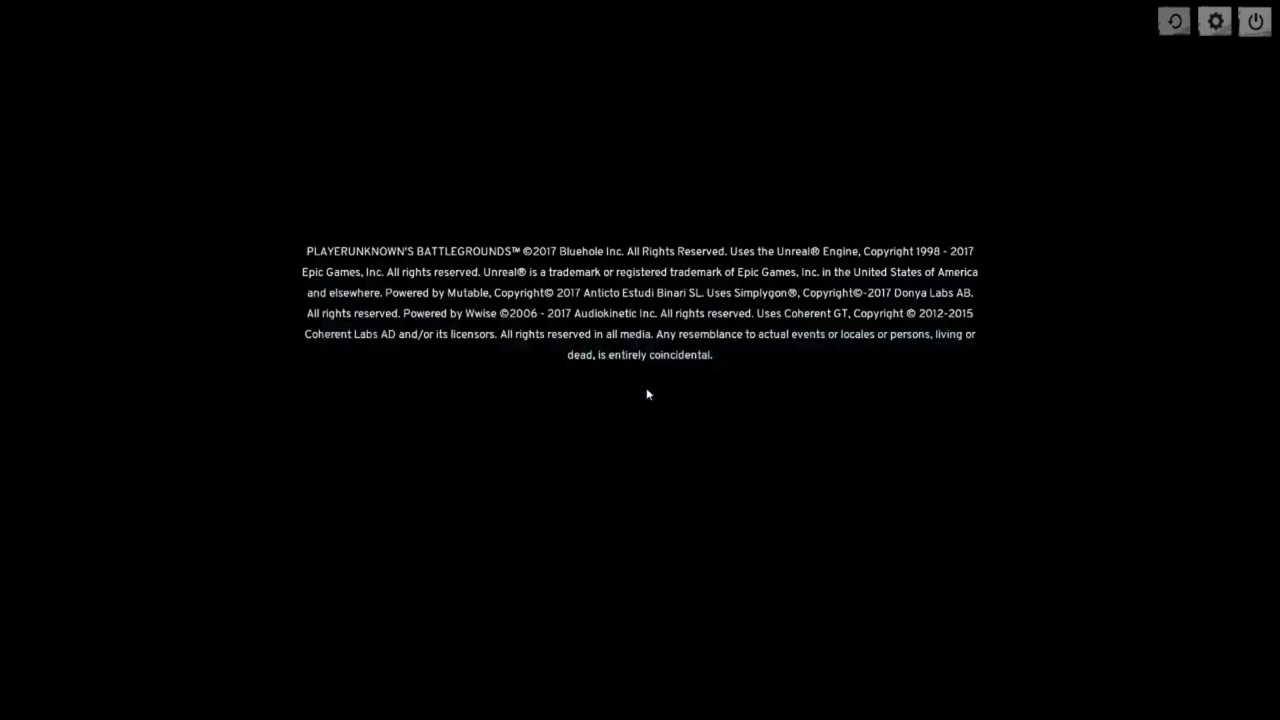 PLAYERUNKNOWN'S BATTLEGROUNDS™ ©2017 Bluehole Inc. All Rights Reserved. Uses the Unreal® Engine, Copyright 1998 - 2017
Epic Games, Inc. All rights reserved. Unreal® is a trademark or registered trademark of Epic Games, Inc. in the United States of America
and elsewhere. Powered by Mutable, Copyright© 2017 Anticto Estudi Binari SL. Uses Simplygon®, Copyright©-2017 Donya Labs AB.
All rights reserved. Powered by Wwise ©2006 - 2017 Audiokinetic Inc. All rights reserved. Uses Coherent GT, Copyright © 2012-2015
Coherent Labs AD and/or its licensors. All rights reserved in all media. Any resemblance to actual events or locales or persons, living or
dead, is entirely coincidental.